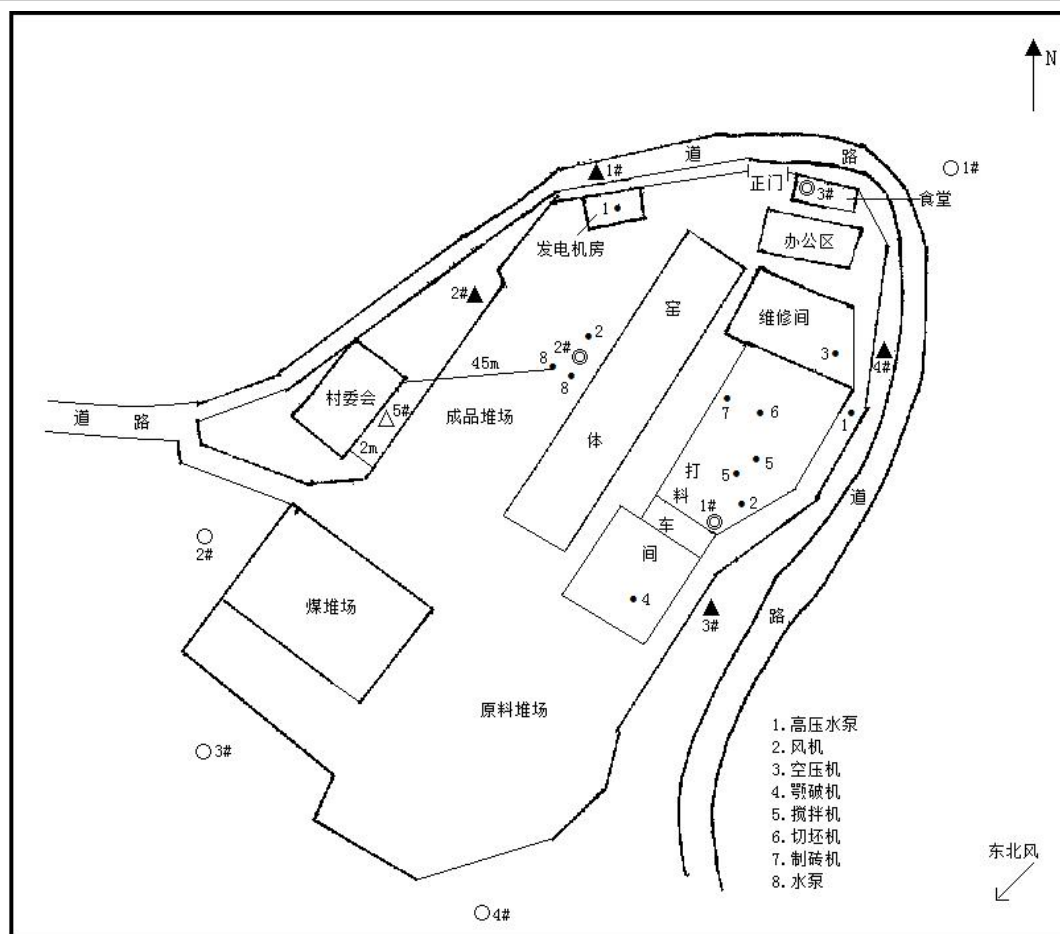 N
道 路
1#
1#
正门
3#
食堂
1
办公区
发电机房
2#
窑
维修间
2
2#
8
8
3
4#
45m
村委会
5#
道 路
成品堆场
2m
7
6
1
体
打
5
5
料
1#
2
道
车
2#
间
煤堆场
4
3#
路
原料堆场
3#
1.高压水泵
2.风机
3.空压机
4.颚破机
5.搅拌机
6.切坯机
7.制砖机
8.水泵
东北风
4#